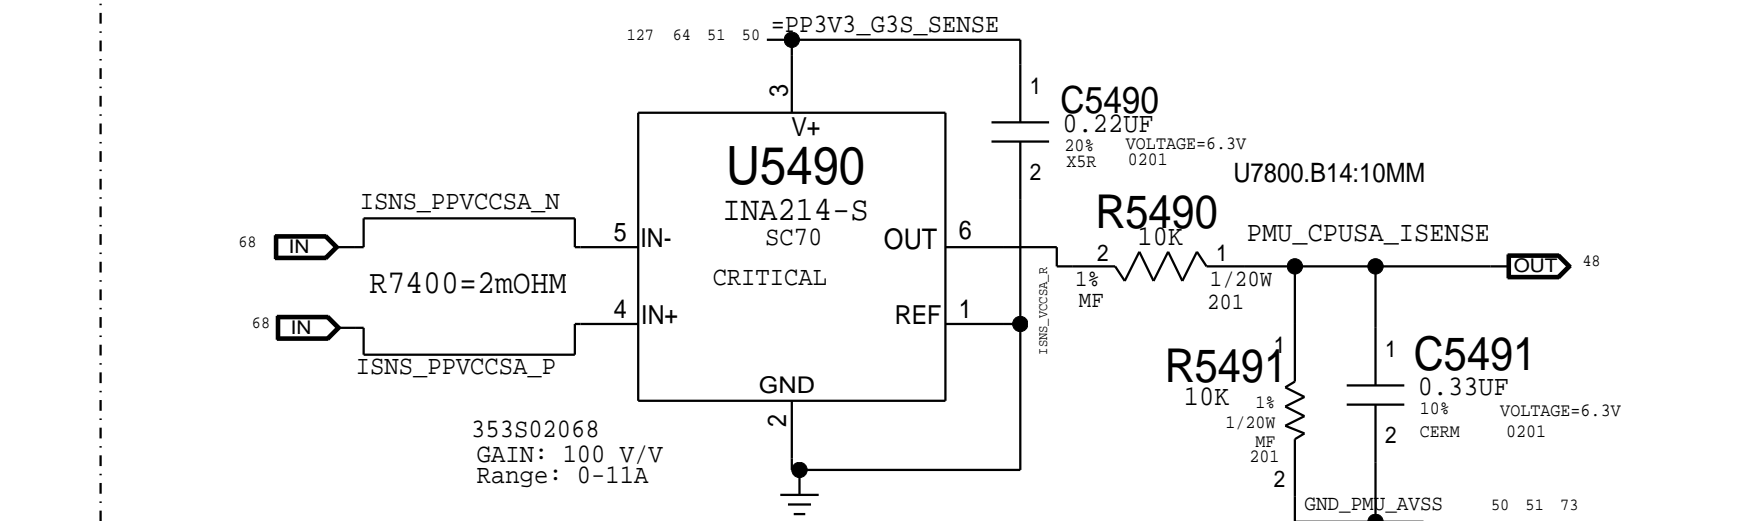 127 64 51 50 =PP3V3_G3S_SENSE
3
V+
U5490
INA214-S
SC70
CRITICAL
1
C5490
0.22UF
20% VOLTAGE=6.3V
X5R 0201
2
U7800.B14:10MM
ISNS_PPVCCSA_N
68 IN
5 IN-
R7400=2mOHM
68 IN
4 IN+
ISNS_PPVCCSA_P
OUT 6
REF 1
GND
2
ISNS_VCCSA_R
R5490
10K
2 1
1% 1/20W
MF 201
PMU_CPUSA_ISENSE
OUT 48
1
R5491
10K 1%
1/20W
MF
201
2
1
C5491
0.33UF
10% VOLTAGE=6.3V
CERM 0201
2
353S02068
GAIN: 100 V/V
Range: 0-11A
GND_PMU_AVSS 50 51 73